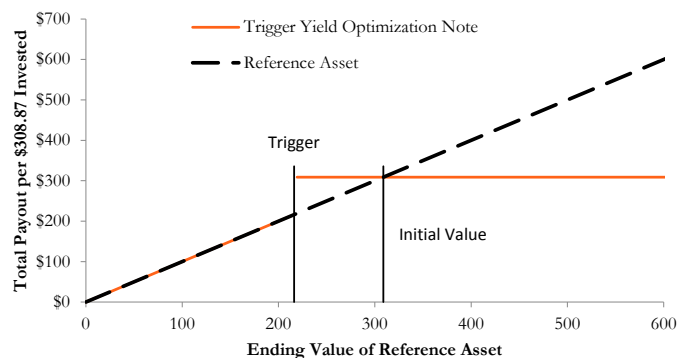 Trigger Yield Optimization Note
Reference Asset
$700
$600
$500
$400
$300
$200
$100
$0
Total Payout per $308.87 Invested
Trigger
Initial Value
0
100
200
300
400
500
600
Ending Value of Reference Asset